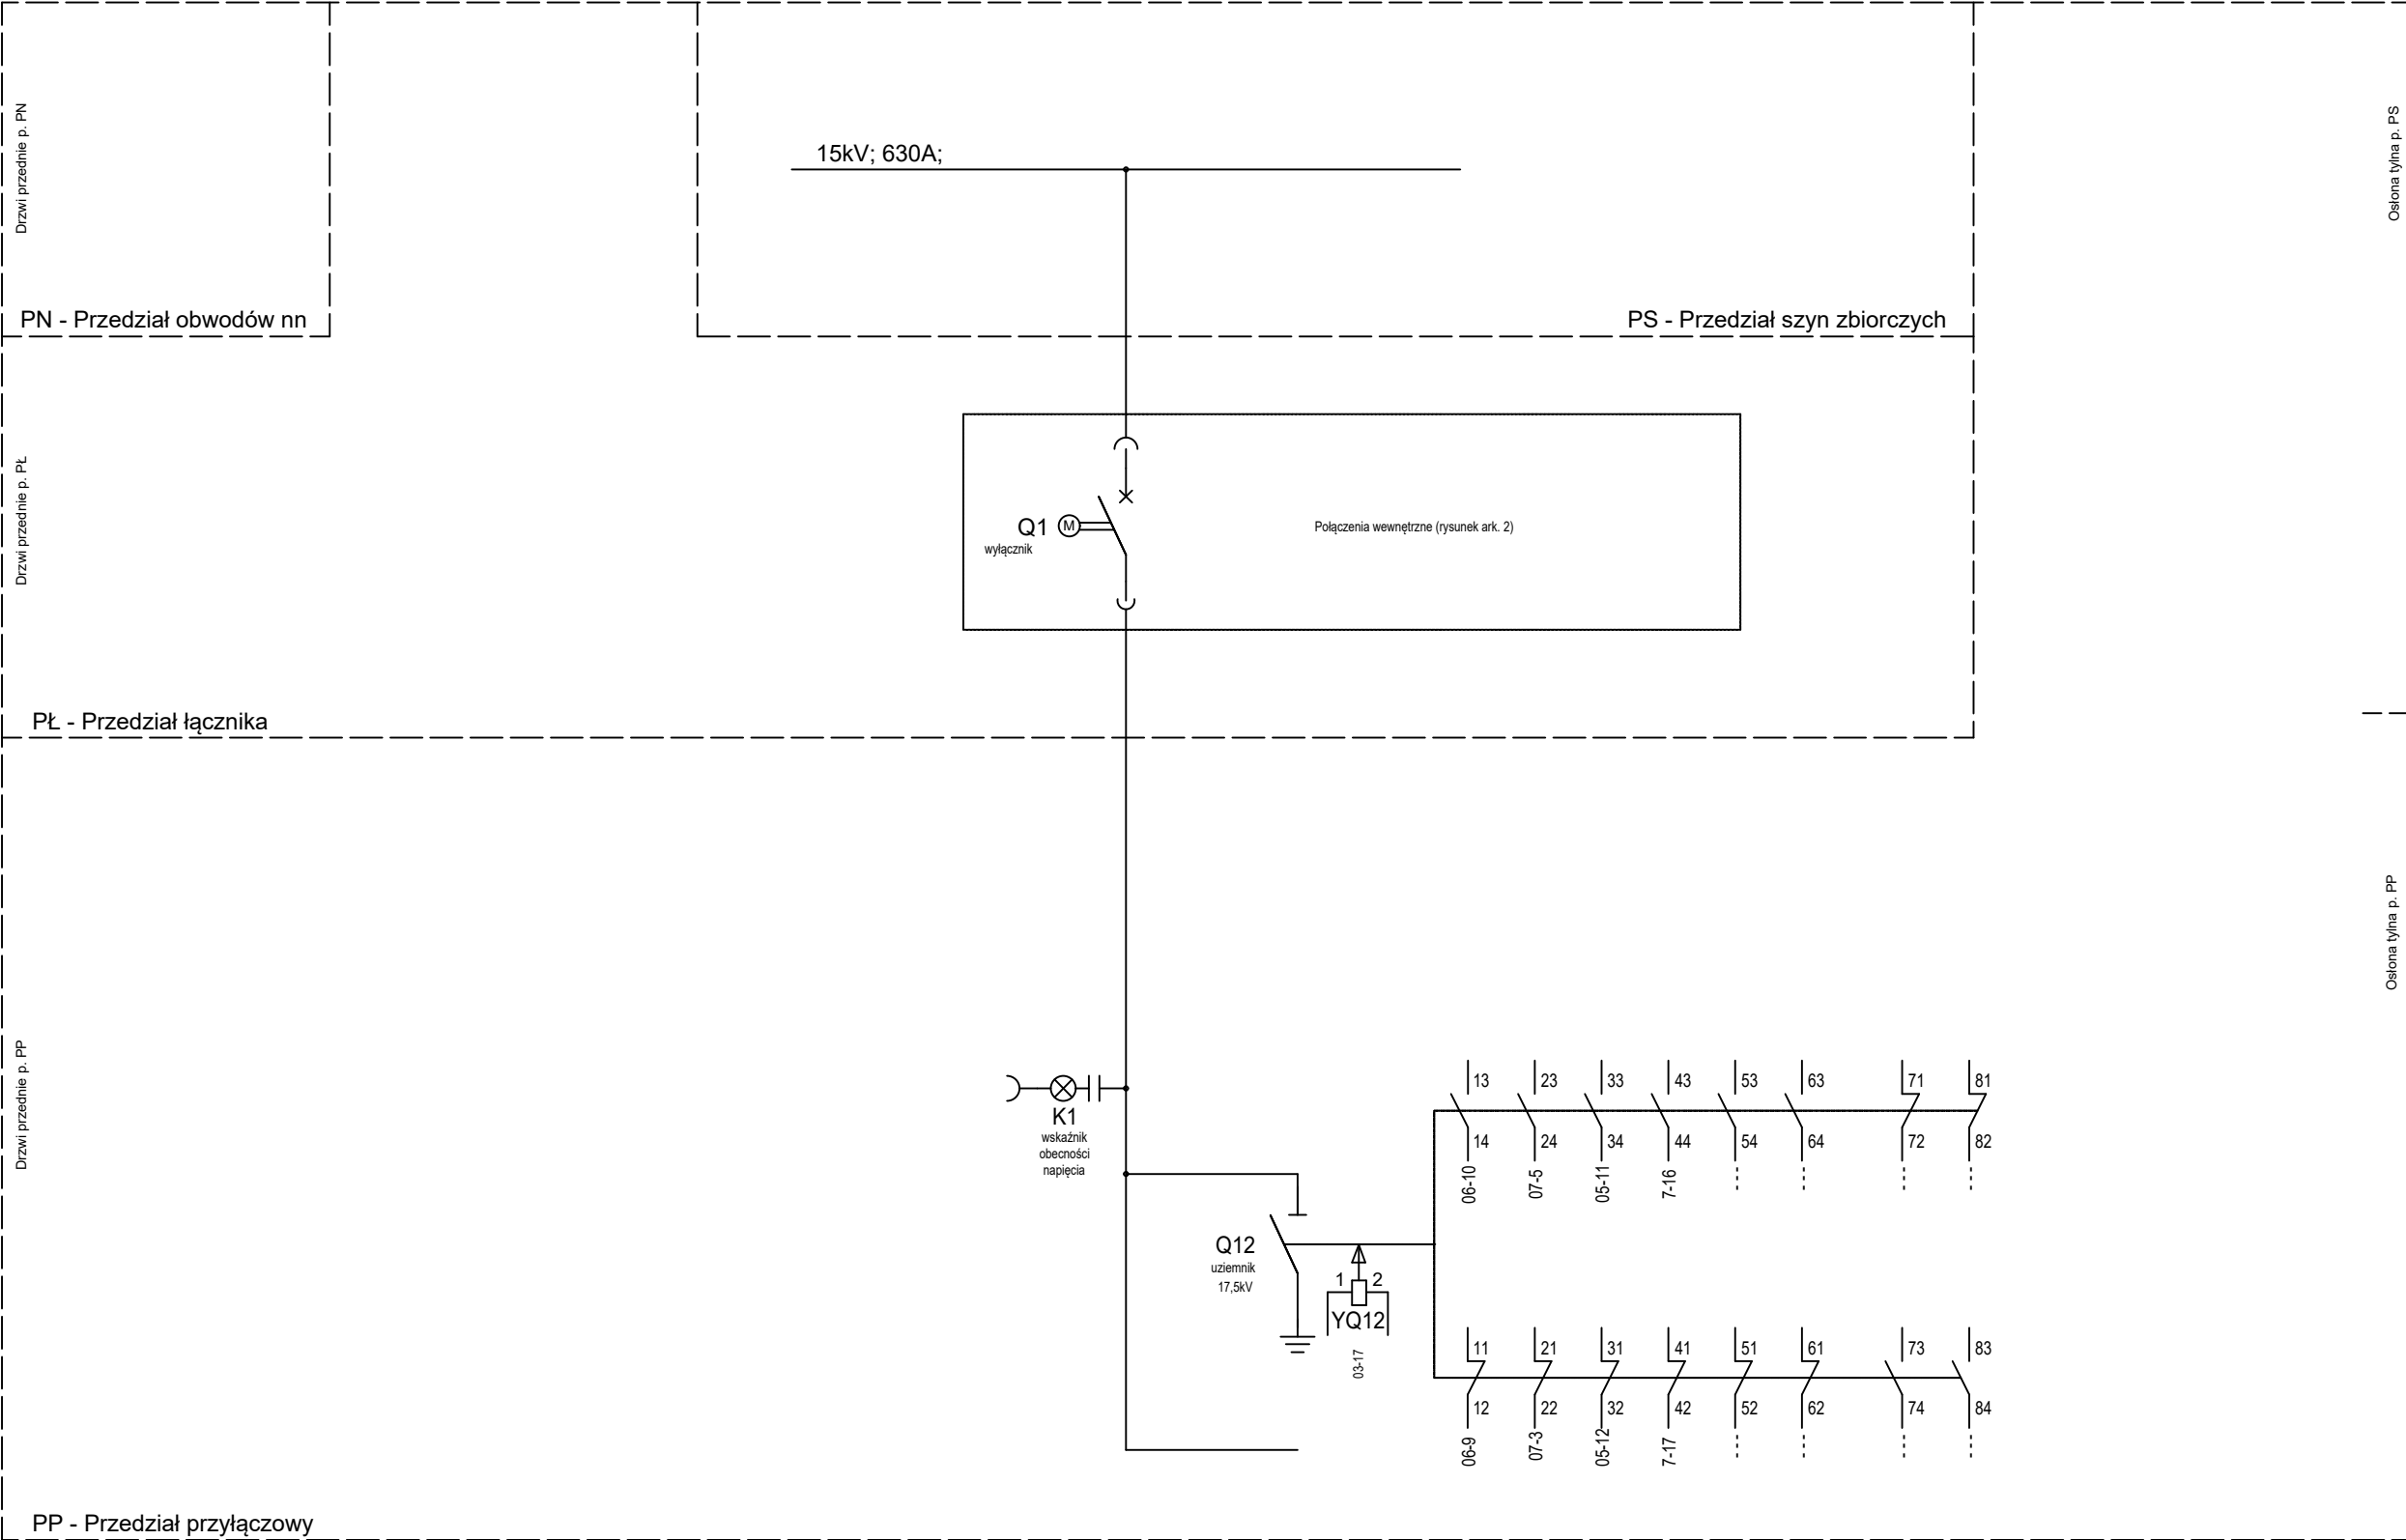 Drzwi przednie p. PN
Osłona tylna p. PS
15kV; 630A;
PN - Przedział obwodów nn
PS - Przedział szyn zbiorczych
Drzwi przednie p. PŁ
Q1
M
wyłącznik
Połączenia wewnętrzne (rysunek ark. 2)
PŁ - Przedział łącznika
Osłona tylna p. PP
Drzwi przednie p. PP
K1
wskaźnik
obecności
napięcia
13 23 33 43 53 63 71 81
14 24 34 44 54 64 72 82
06-10 07-5 05-11 7-16
Q12
uziemnik
17,5kV
1 2
YQ12
03-17
11 21 31 41 51 61 73 83
12 22 32 42 52 62 74 84
06-9 07-3 05-12 7-17
PP - Przedział przyłączowy